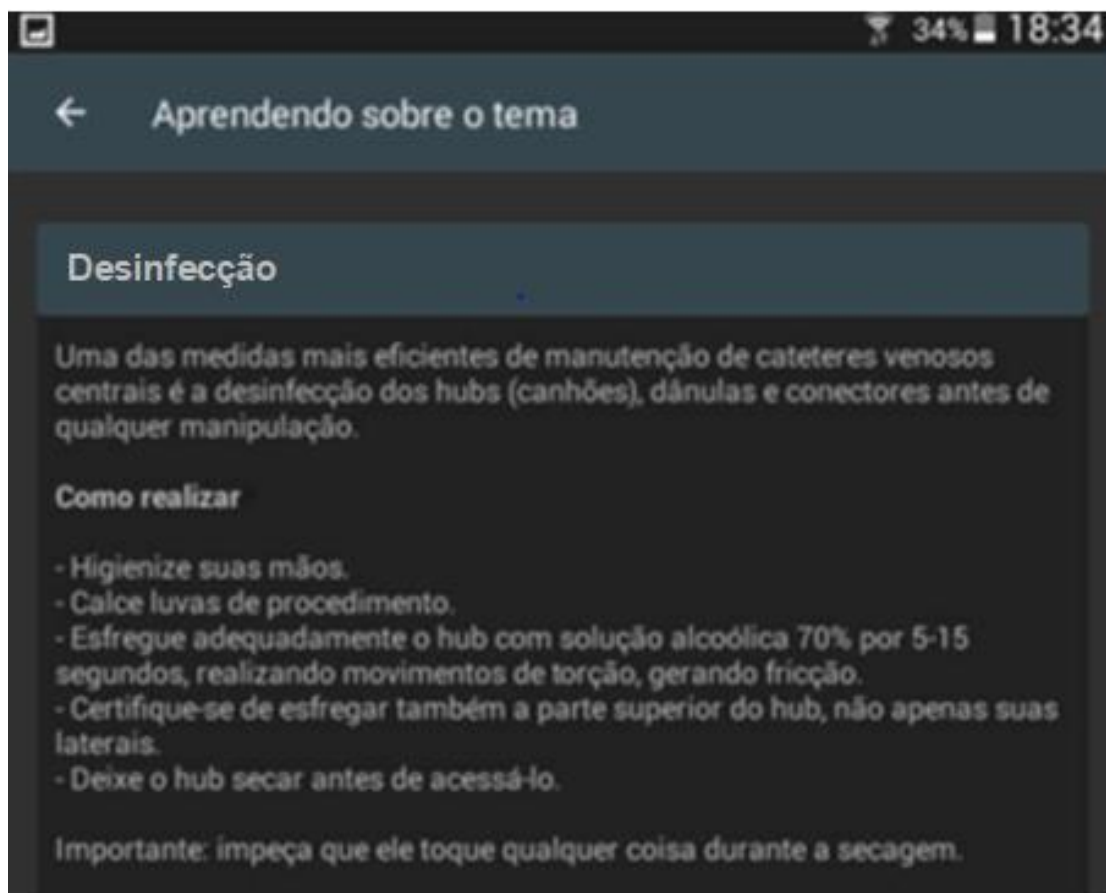 34% 18:34
Aprendendo sobre o tema
Desinfecção
Uma das medidas mais eficientes de manutenção de cateteres venosos
centrais é a desinfecção dos hubs (canhões), dânulas e conectores antes de
qualquer manipulação.
Como realizar
- Higienize suas mãos.
- Calce luvas de procedimento.
- Esfregue adequadamente o hub com solução alcoólica 70% por 5-15
segundos, realizando movimentos de torção, gerando fricção.
- Certifique-se de esfregar também a parte superior do hub, não apenas suas
laterais.
- Deixe o hub secar antes de acessá-lo.
Importante: impeça que ele toque qualquer coisa durante a secagem.